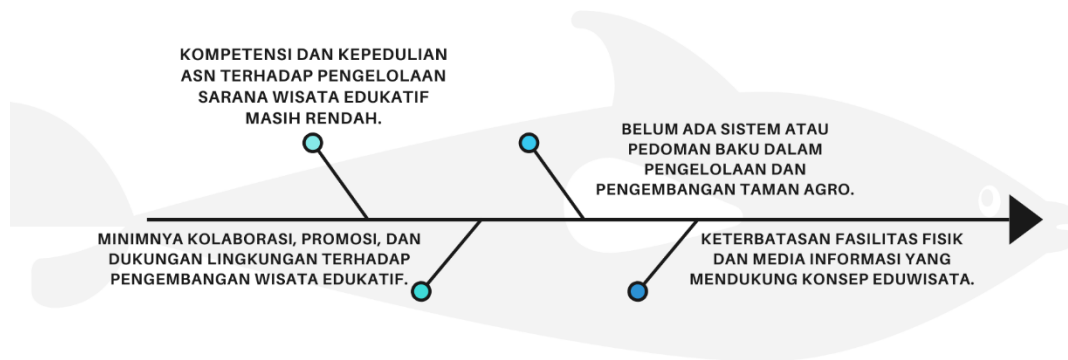 KOMPETENSI DAN KEPEDULIAN
ASN TERHADAP PENGELOLAAN
SARANA WISATA EDUKATIF
MASIH RENDAH.
BELUM ADA SISTEM ATAU
PEDOMAN BAKU DALAM
PENGELOLAAN DAN
PENGEMBANGAN TAMAN AGRO.
MINIMNYA KOLABORASI, PROMOSI, DAN
DUKUNGAN LINGKUNGAN TERHADAP
PENGEMBANGAN WISATA EDUKATIF.
KETERBATASAN FASILITAS FISIK
DAN MEDIA INFORMASI YANG
MENDUKUNG KONSEP EDUWISATA.